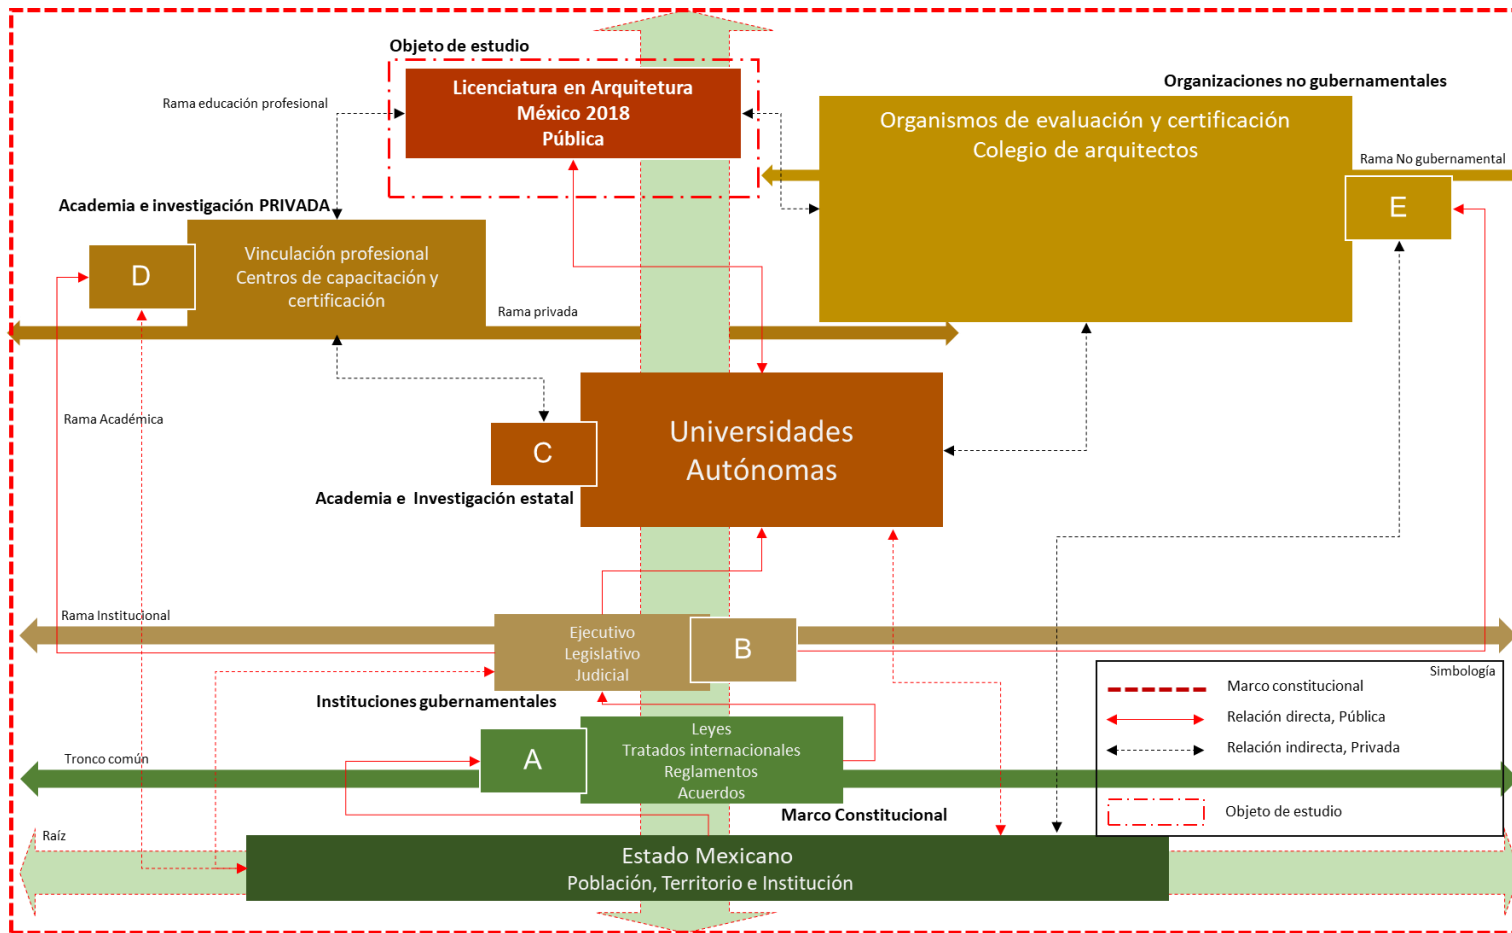 Objeto de estudio
Licenciatura en Arquitetura
México 2018
Pública
Rama educación profesional
Organizaciones no gubernamentales
Organismos de evaluación y certificación
Colegio de arquitectos
Rama No gubernamental
E
Academia e investigación PRIVADA
D
Vinculación profesional
Centros de capacitación y
certificación
Rama privada
Rama Académica
Universidades
Autónomas
C
Academia e Investigación estatal
Rama Institucional
Ejecutivo
Legislativo
Judicial
B
Instituciones gubernamentales
Tronco común
A
Leyes
Tratados internacionales
Reglamentos
Acuerdos
Marco Constitucional
Raíz
Estado Mexicano
Población, Territorio e Institución
Simbología
Marco constitucional
Relación directa, Pública
Relación indirecta, Privada
Objeto de estudio